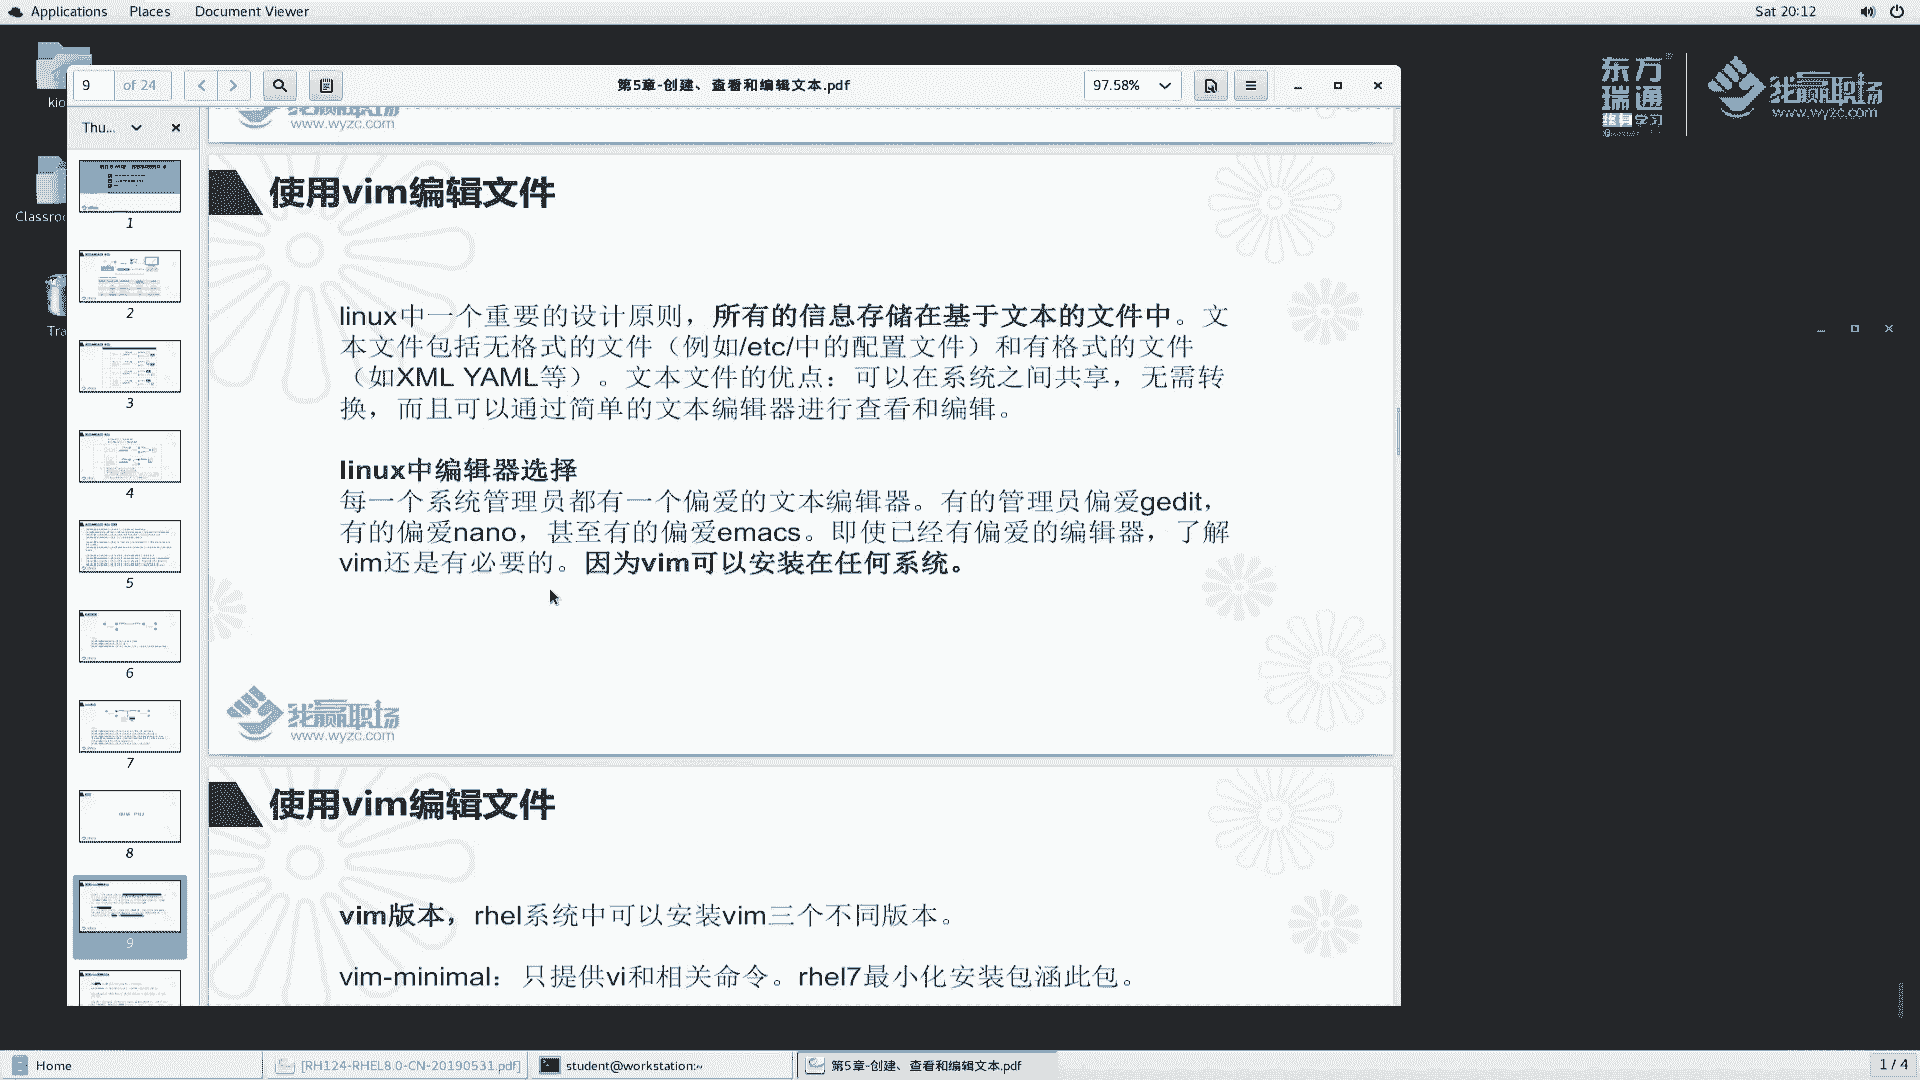 Applications Places Document Viewer
Sat 20:12
9 of 24
第5章-创建、查看和编辑文本.pdf
97.58%
东方
瑞通
终身学习
我赢职场
www.wyzc.com
kio
Classroo
Tra
Thu...
1
2
3
4
5
6
7
8
9
www.wyzc.com
使用vim编辑文件
linux中一个重要的设计原则，所有的信息存储在基于文本的文件中。文
本文件包括无格式的文件（例如/etc/中的配置文件）和有格式的文件
（如XML YAML等）。文本文件的优点：可以在系统之间共享，无需转
换，而且可以通过简单的文本编辑器进行查看和编辑。
linux中编辑器选择
每一个系统管理员都有一个偏爱的文本编辑器。有的管理员偏爱gedit，
有的偏爱nano，甚至有的偏爱emacs。即使已经有偏爱的编辑器，了解
vim还是有必要的。因为vim可以安装在任何系统。
我赢职场
www.wyzc.com
使用vim编辑文件
vim版本，rhel系统中可以安装vim三个不同版本。
vim-minimal：只提供vi和相关命令。rhel7最小化安装包涵此包。
Home
[RH124-RHEL8.0-CN-20190531.pdf]
student@workstation:~
第5章-创建、查看和编辑文本.pdf
1 / 4